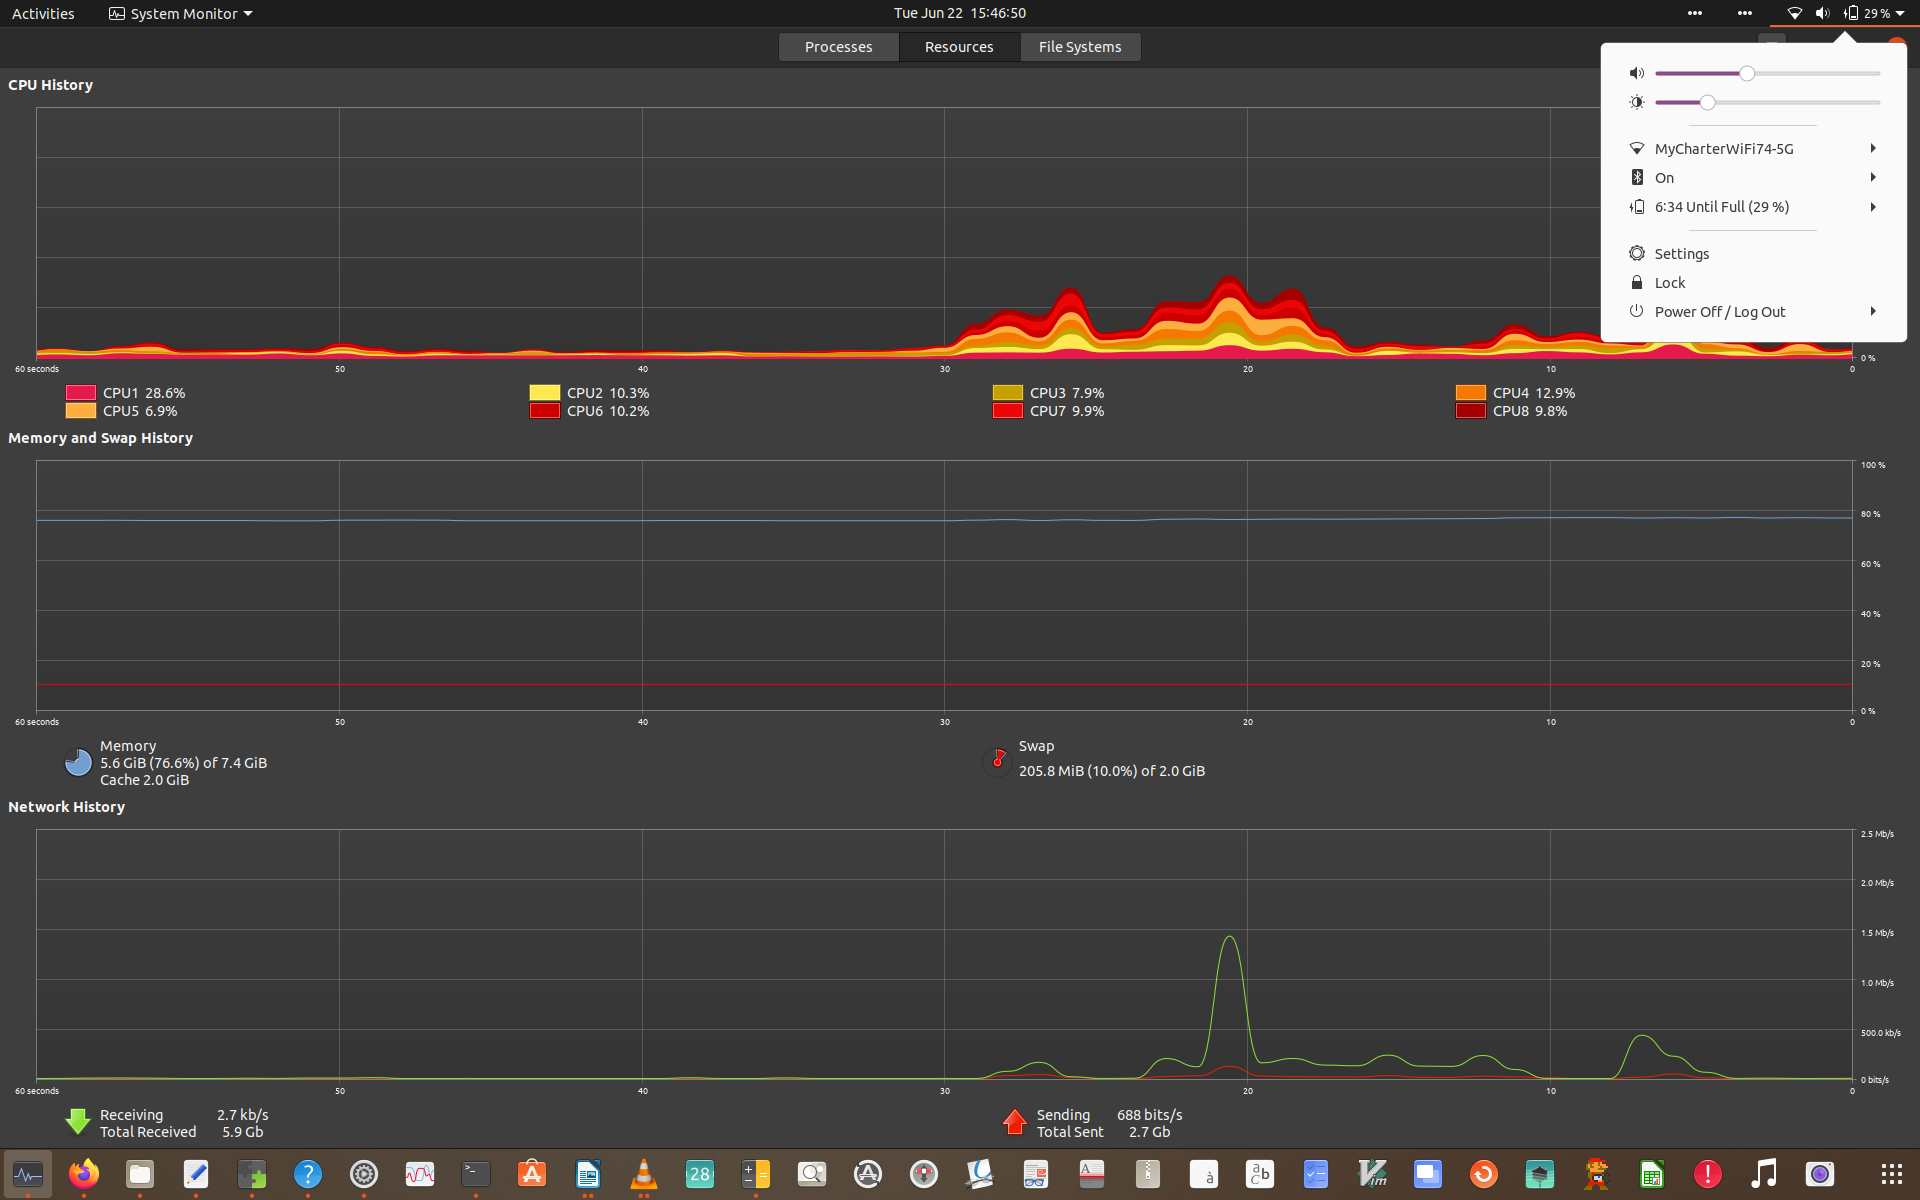 Activities System Monitor Tue Jun 22 15:46:50 29 %
Processes Resources File Systems
CPU History
MyCharterWiFi74-5G
On
6:34 Until Full (29 %)
Settings
Lock
Power Off / Log Out
0 %
60 seconds 50 40 30 20 10 0
CPU1 28.6% CPU2 10.3% CPU3 7.9% CPU4 12.9%
CPU5 6.9% CPU6 10.2% CPU7 9.9% CPU8 9.8%
Memory and Swap History
100 %
80 %
60 %
40 %
20 %
0 %
60 seconds 50 40 30 20 10 0
Memory
5.6 GiB (76.6%) of 7.4 GiB
Cache 2.0 GiB
Swap
205.8 MiB (10.0%) of 2.0 GiB
Network History
2.5 Mb/s
2.0 Mb/s
1.5 Mb/s
1.0 Mb/s
500.0 kb/s
0 bits/s
60 seconds 50 40 30 20 10 0
Receiving 2.7 kb/s
Total Received 5.9 Gb
Sending 688 bits/s
Total Sent 2.7 Gb
28
Vim